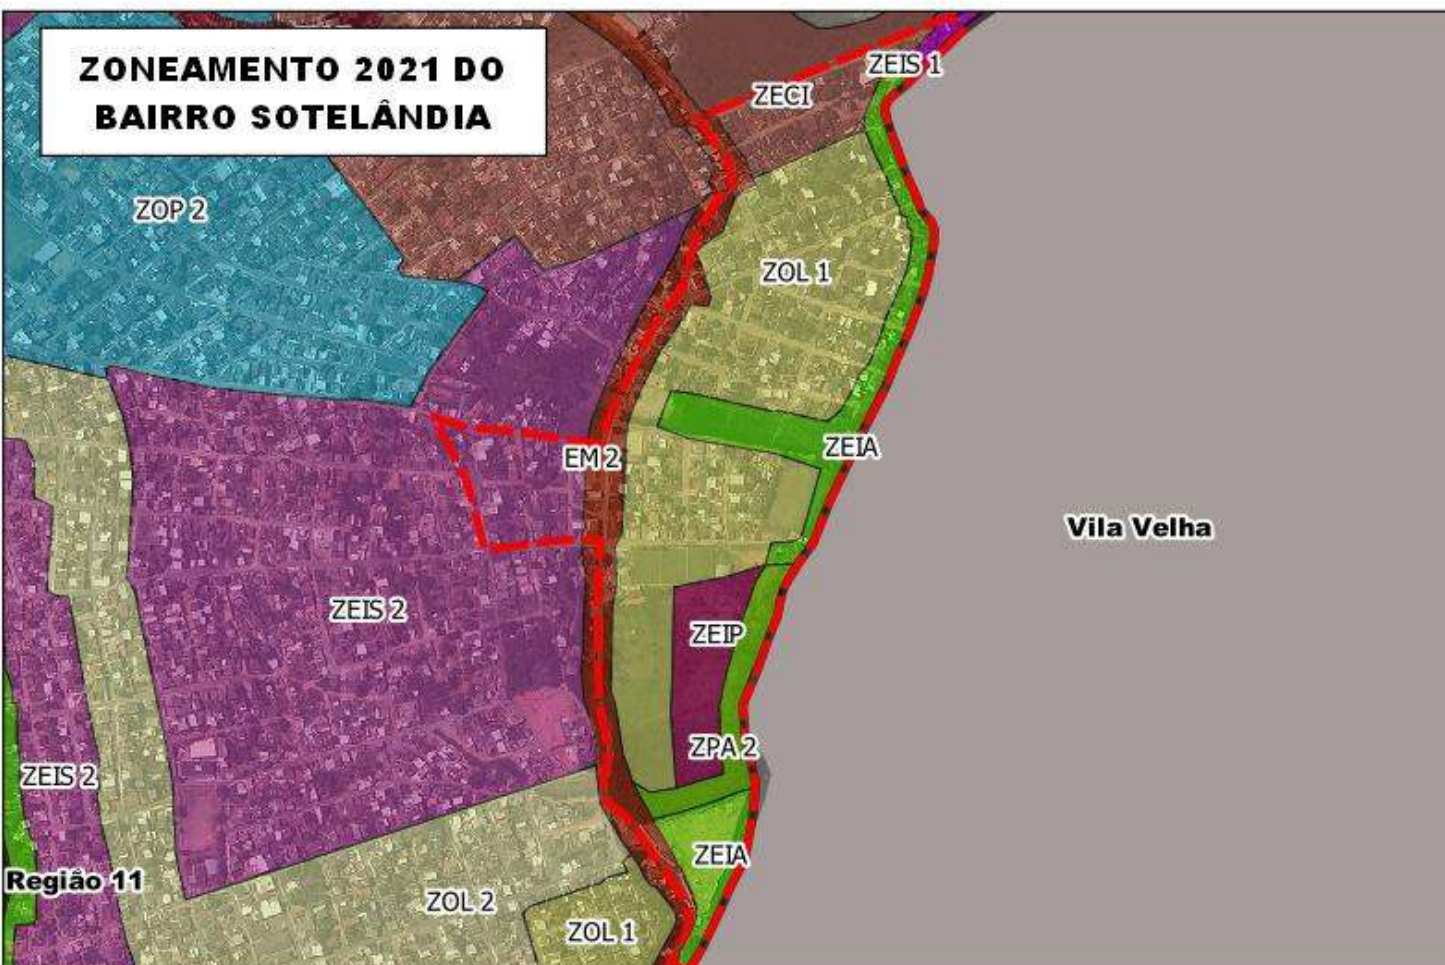 ZONEAMENTO 2021 DO
BAIRRO SOTELÂNDIA
ZEIS 1
ZECI
ZOP 2
ZOL 1
ZEIA
EM 2
Vila Velha
ZEIS 2
ZEIP
ZPA 2
ZEIS 2
ZEIA
Região 11
ZOL 2
ZOL 1